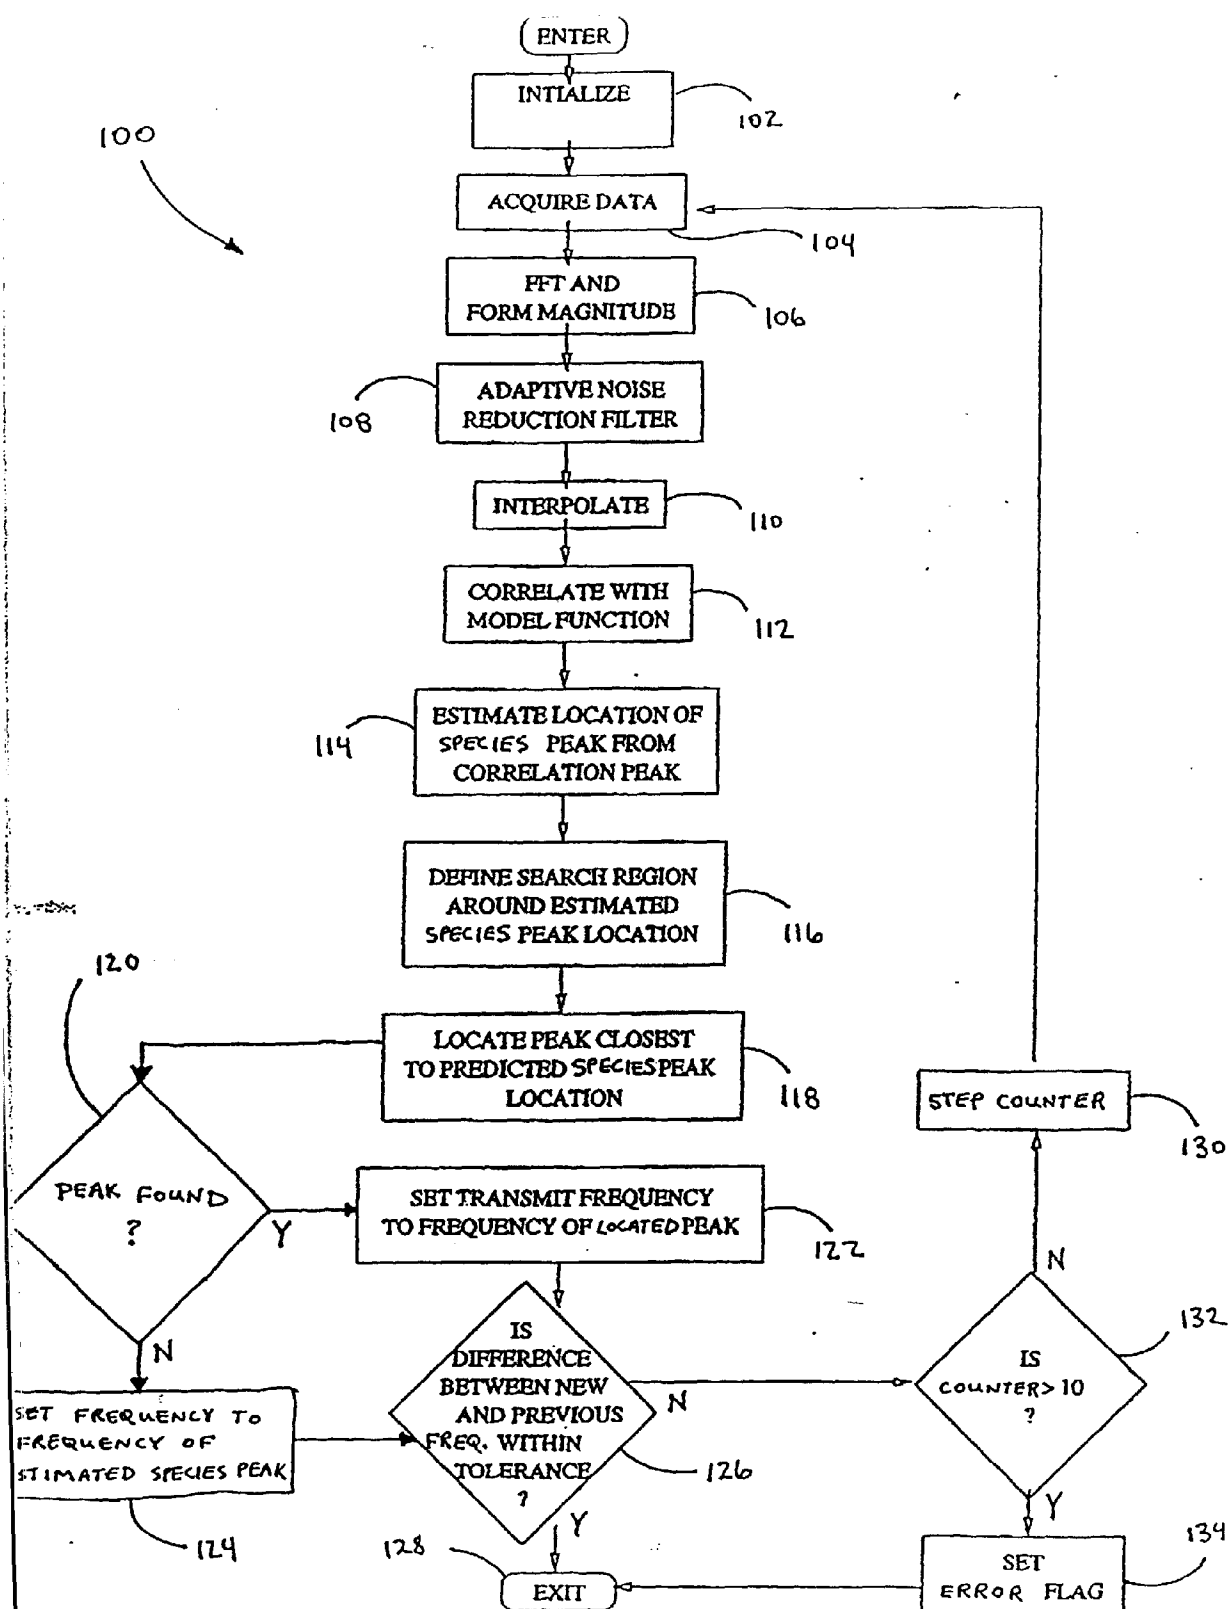 ENTER
INTIALIZE
102
100
ACQUIRE DATA
104
FFT AND
FORM MAGNITUDE
106
ADAPTIVE NOISE
REDUCTION FILTER
108
INTERPOLATE
110
CORRELATE WITH
MODEL FUNCTION
112
ESTIMATE LOCATION OF
SPECIES PEAK FROM
CORRELATION PEAK
114
DEFINE SEARCH REGION
AROUND ESTIMATED
SPECIES PEAK LOCATION
116
120
LOCATE PEAK CLOSEST
TO PREDICTED SPECIES PEAK
LOCATION
118
STEP COUNTER
130
PEAK FOUND
?
Y
N
SET TRANSMIT FREQUENCY
TO FREQUENCY OF LOCATED PEAK
122
N
132
IS
COUNTER > 10
?
Y
IS
DIFFERENCE
BETWEEN NEW
AND PREVIOUS
FREQ. WITHIN
TOLERANCE
?
N
126
Y
SET FREQUENCY TO
FREQUENCY OF
STIMATED SPECIES PEAK
124
128
EXIT
SET
ERROR FLAG
134